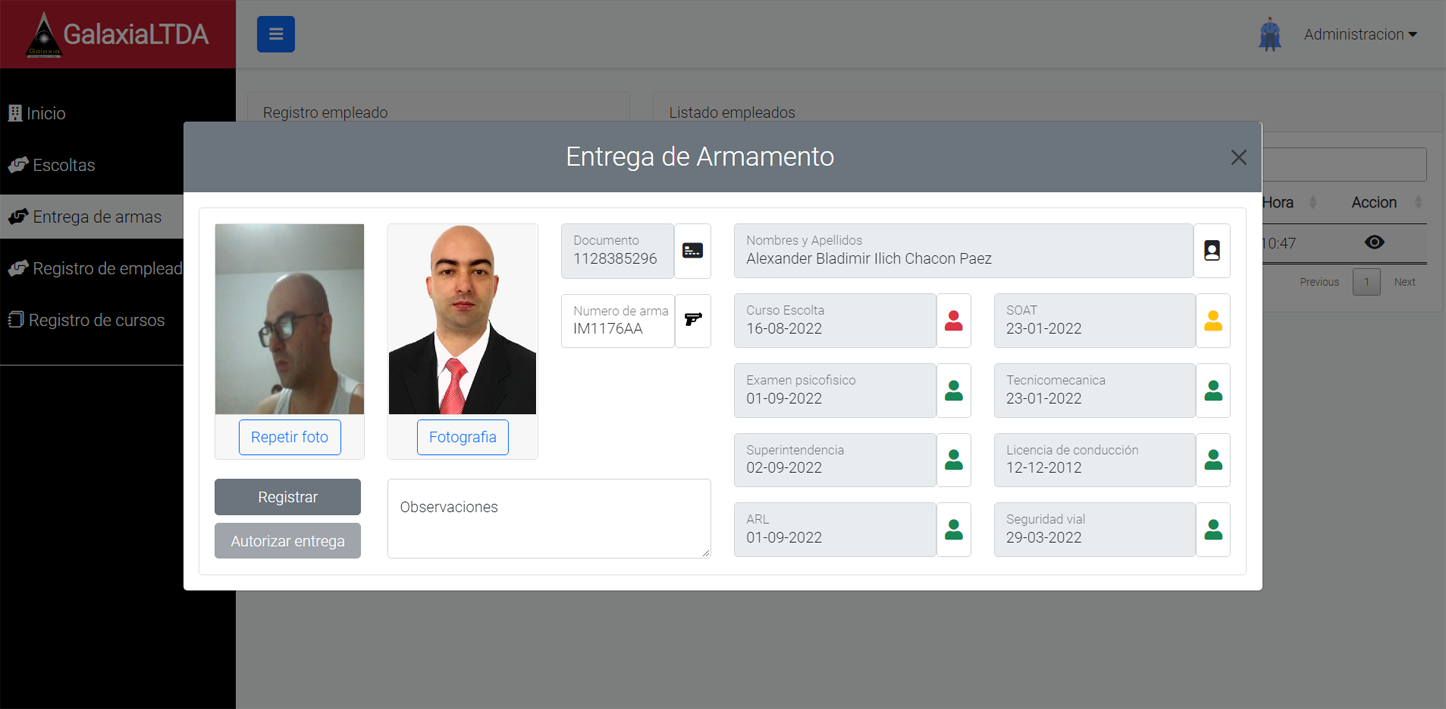 Galaxia
GalaxiaLTDA
Administracion
Inicio
Escoltas
Entrega de armas
Registro de emplead
Registro de cursos
Registro empleado
Listado empleados
Hora
Accion
10:47
Previous
1
Next
Entrega de Armamento
Repetir foto
Fotografia
Registrar
Autorizar entrega
Documento
1128385296
Numero de arma
IM1176AA
Observaciones
Nombres y Apellidos
Alexander Bladimir Ilich Chacon Paez
Curso Escolta
16-08-2022
SOAT
23-01-2022
Examen psicofisico
01-09-2022
Tecnicomecanica
23-01-2022
Superintendencia
02-09-2022
Licencia de conducción
12-12-2012
ARL
01-09-2022
Seguridad vial
29-03-2022